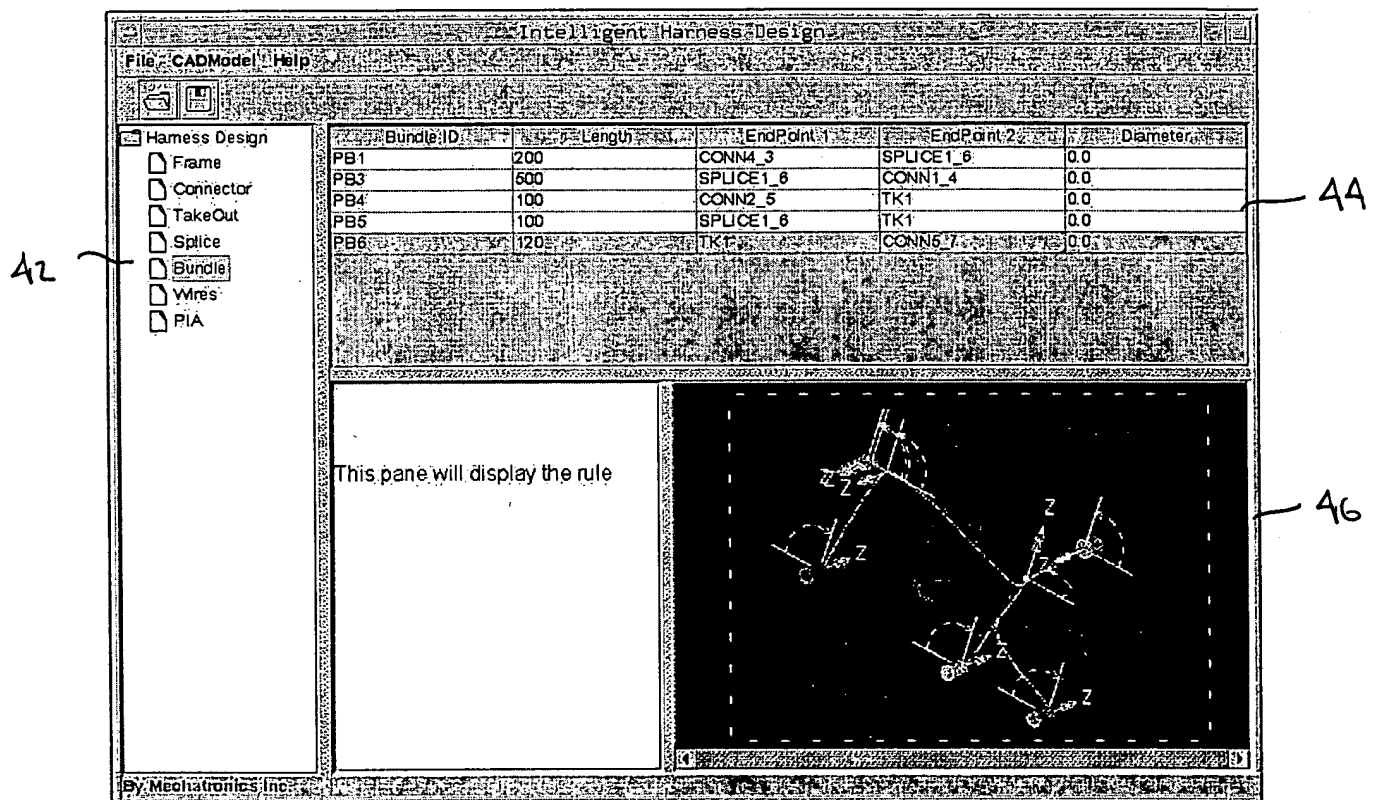 Intelligent Harness Design
File CADModel Help
Harness Design
Frame
Connector
TakeOut
Splice
Bundle
Wires
PIA
Bundle ID Length EndPoint 1 EndPoint 2 Diameter
PB1 200 CONN4_3 SPLICE1_6 0.0
PB3 500 SPLICE1_6 CONN1_4 0.0
PB4 100 CONN2_5 TK1 0.0
PB5 100 SPLICE1_6 TK1 0.0
PB6 120 TK1 CONN5_7 0.0
42
44
This pane will display the rule
Z
Z
Z
Z
Z
Z
Z
46
By Mechatronics Inc.